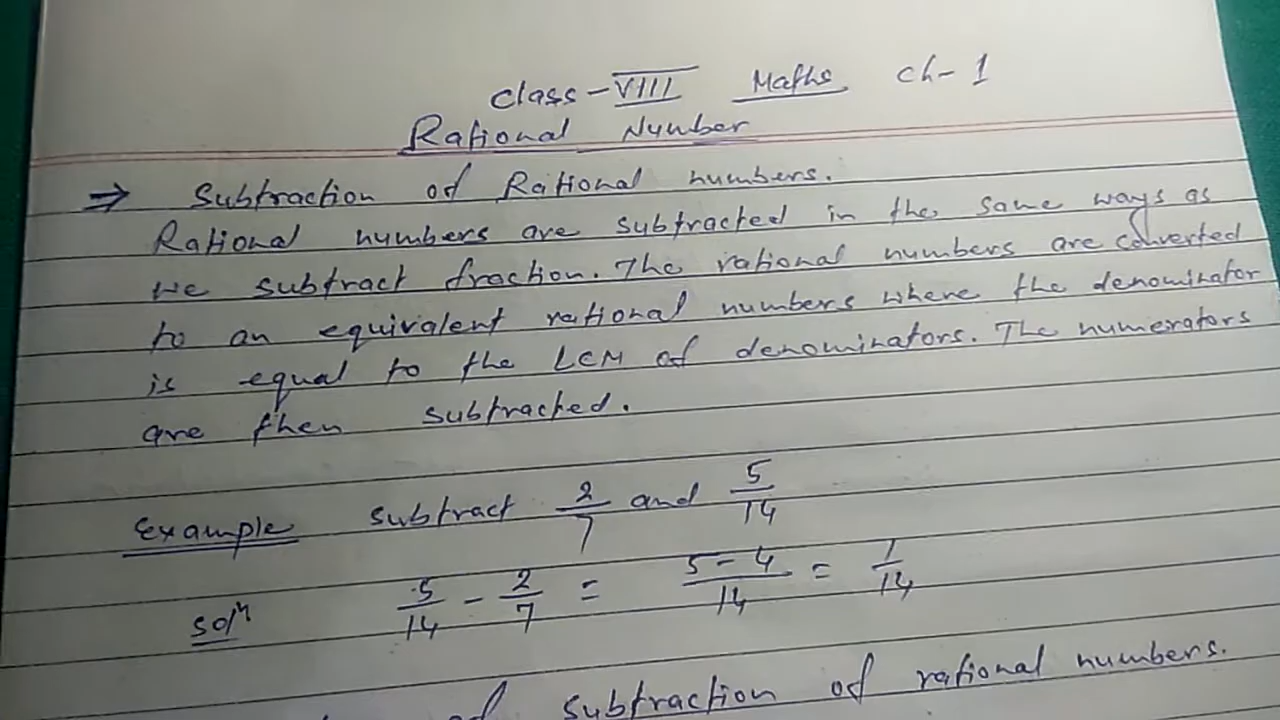 Class - VIII Maths Ch - 1
Rational Number
⇒ Subtraction of Rational numbers.
Rational numbers are subtracted in the same ways as
we subtract fraction. The rational numbers are converted
to an equivalent rational numbers where the denominator
is equal to the LCM of denominators. The numerators
are then subtracted.
Example subtract 2/7 and 5/14
Solⁿ 5/14 - 2/7 = 5-4/14 = 1/14
of subtraction of rational numbers.